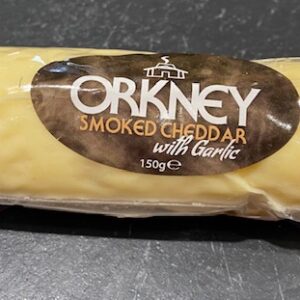 ORKNEY
SMOKED CHEDDAR
with Garlic
150g℮